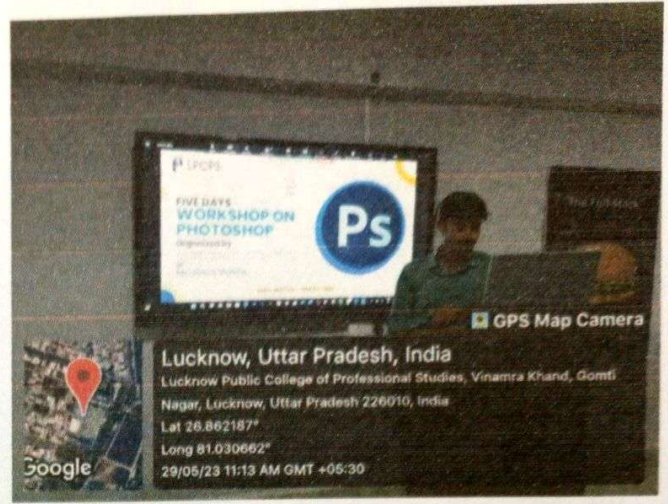 LPCPS
FIVE DAYS
WORKSHOP ON
PHOTOSHOP
Organized by
Ps
GPS Map Camera
Lucknow, Uttar Pradesh, India
Lucknow Public College of Professional Studies, Vinamra Khand, Gomti
Nagar, Lucknow, Uttar Pradesh 226010, India
Lat 26.862187°
Long 81.030662°
29/05/23 11:13 AM GMT +05:30
Google